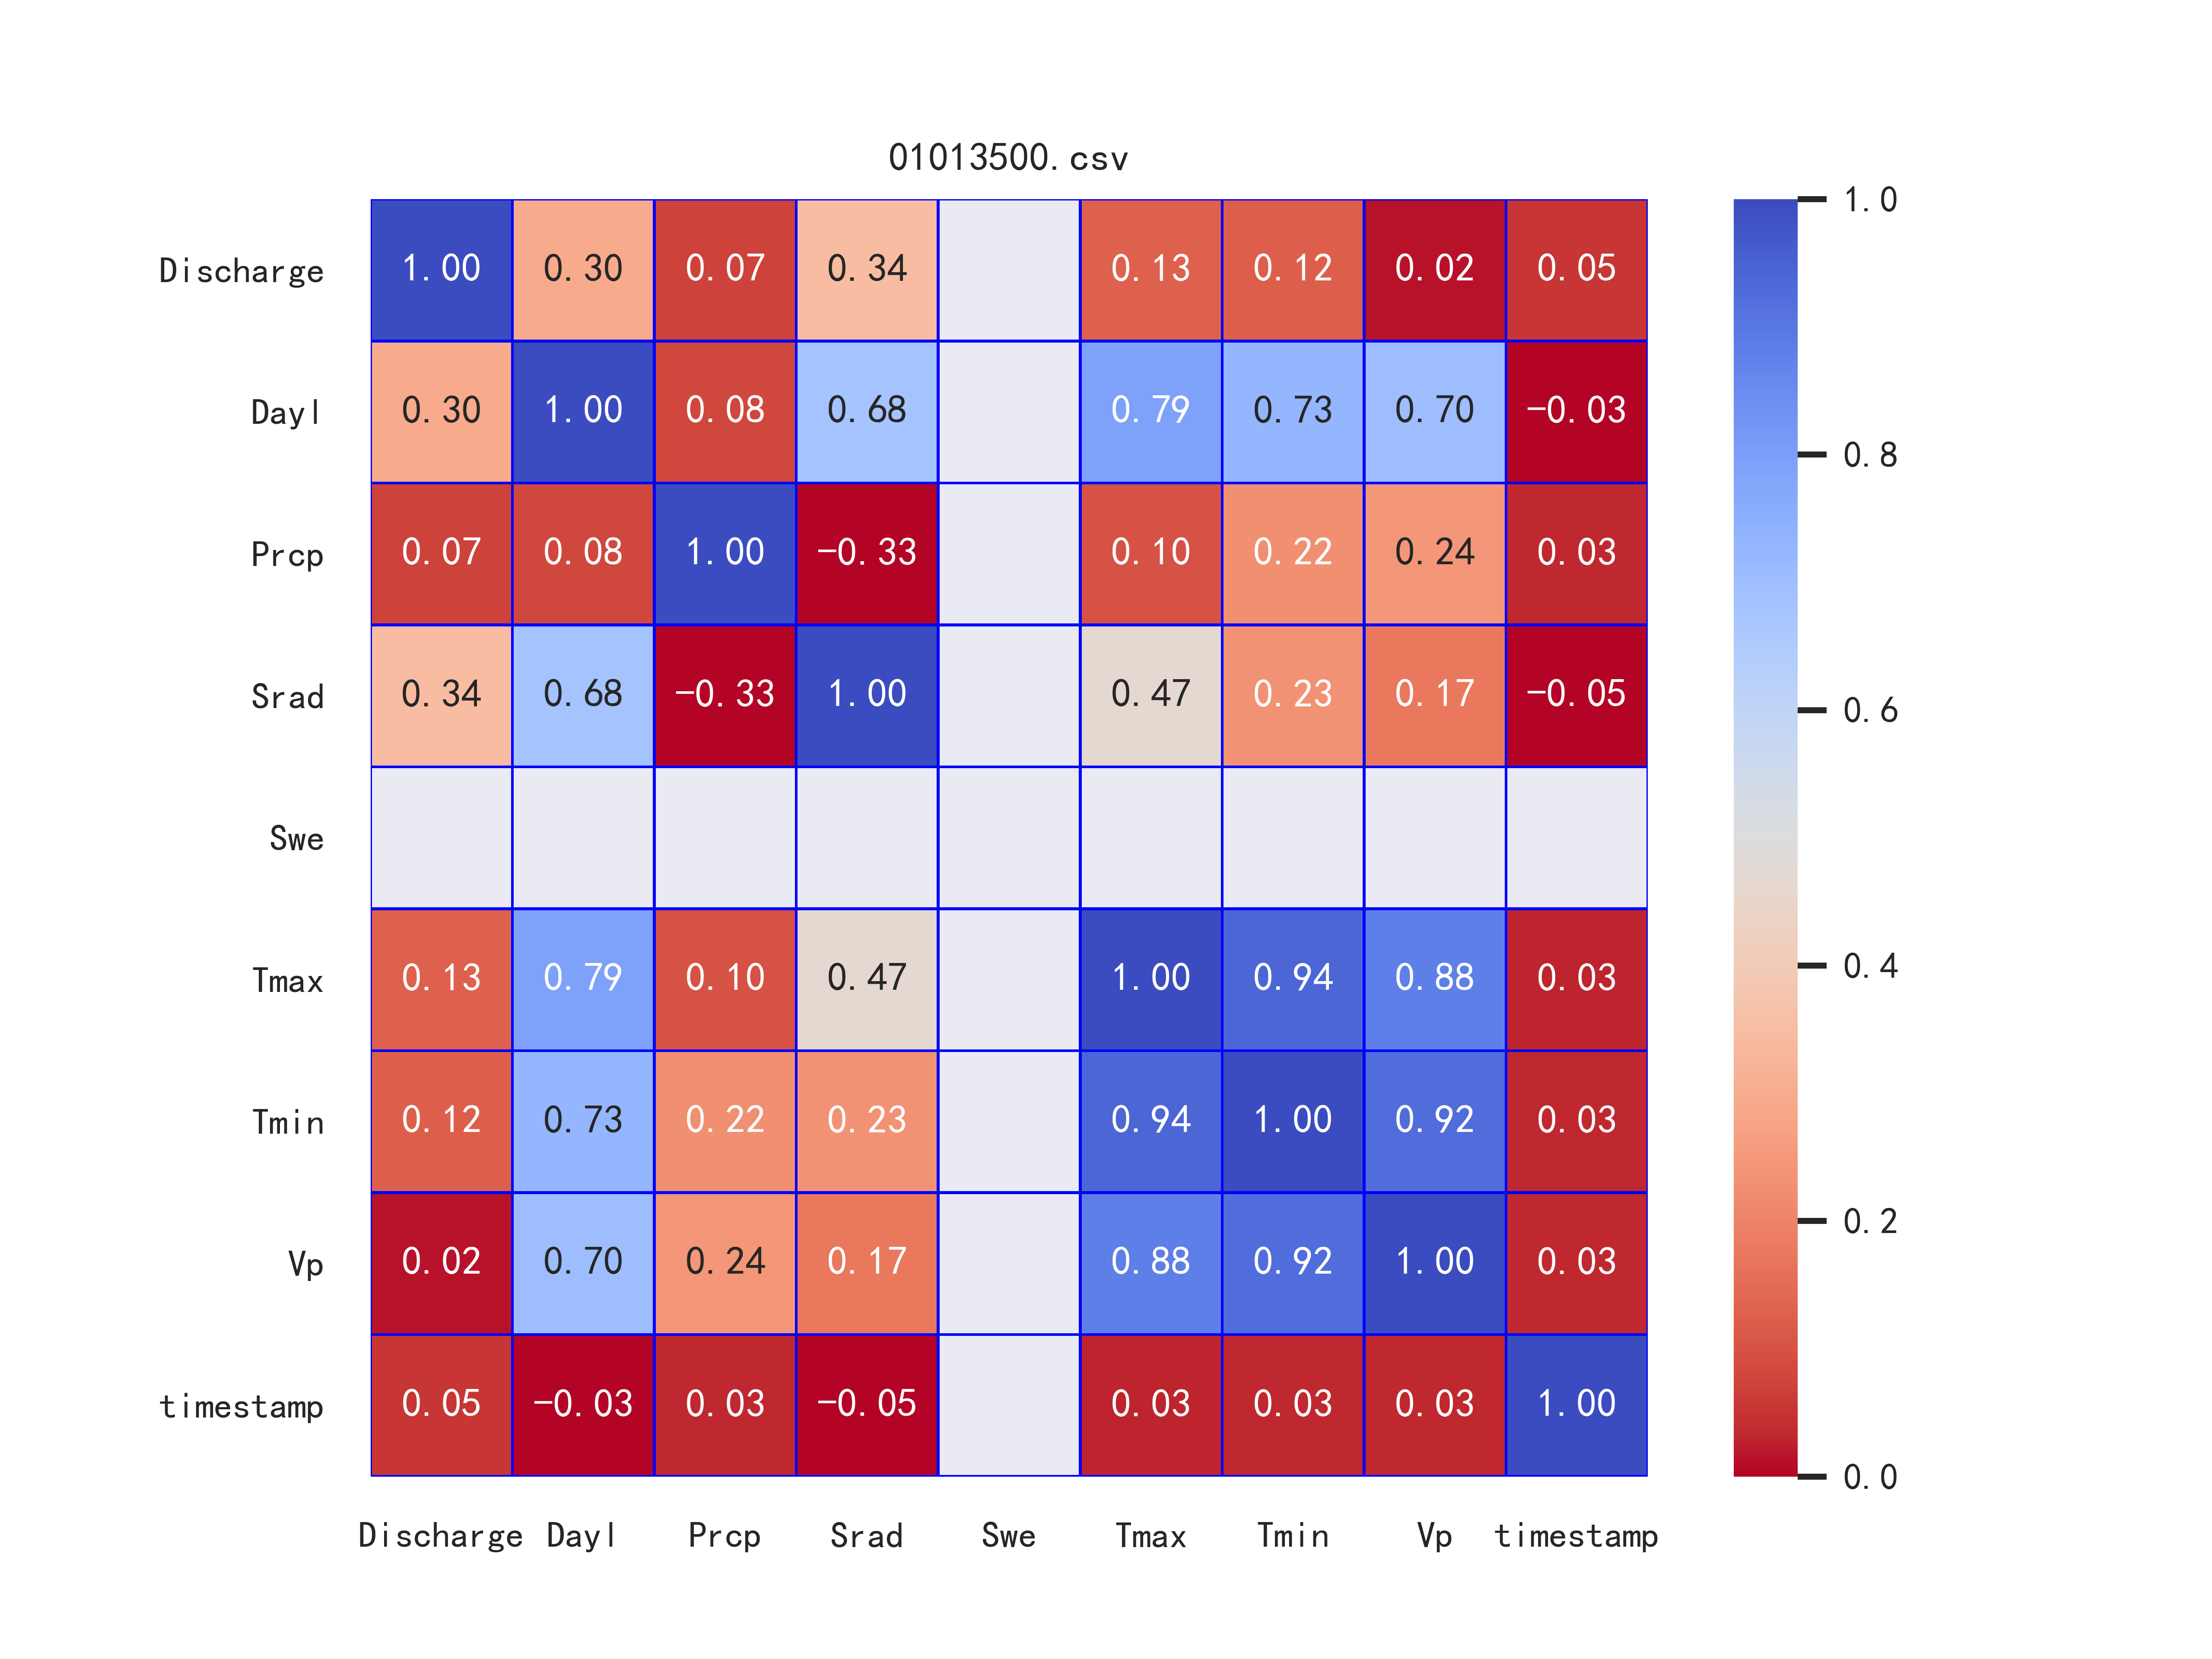 01013500.csv
Discharge 1.00 0.30 0.07 0.34 0.13 0.12 0.02 0.05
Dayl 0.30 1.00 0.08 0.68 0.79 0.73 0.70 -0.03
Prcp 0.07 0.08 1.00 -0.33 0.10 0.22 0.24 0.03
Srad 0.34 0.68 -0.33 1.00 0.47 0.23 0.17 -0.05
Swe
Tmax 0.13 0.79 0.10 0.47 1.00 0.94 0.88 0.03
Tmin 0.12 0.73 0.22 0.23 0.94 1.00 0.92 0.03
Vp 0.02 0.70 0.24 0.17 0.88 0.92 1.00 0.03
timestamp 0.05 -0.03 0.03 -0.05 0.03 0.03 0.03 1.00
Discharge Dayl Prcp Srad Swe Tmax Tmin Vp timestamp
1.0
0.8
0.6
0.4
0.2
0.0